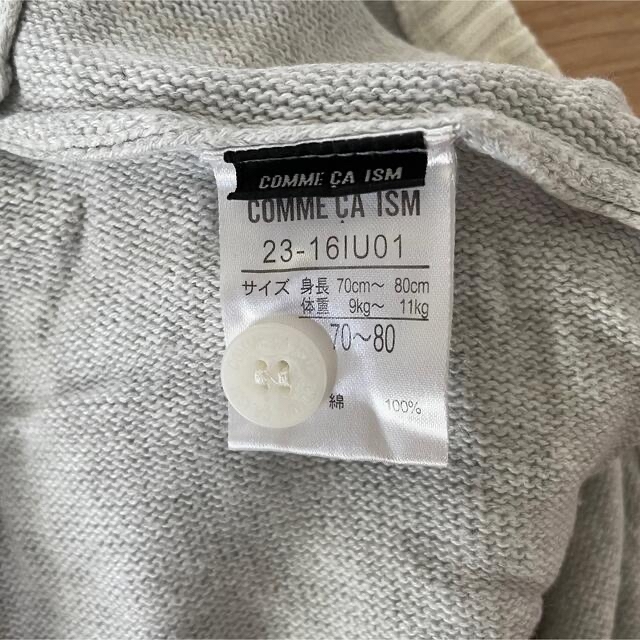 COMME ÇA ISM
COMME ÇA ISM
23-16IU01
サイズ 身長 70cm〜 80cm
体重 9kg〜 11kg
70〜80
綿 100%